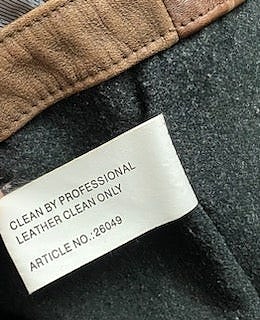 CLEAN BY PROFESSIONAL
LEATHER CLEAN ONLY
ARTICLE NO.:26049